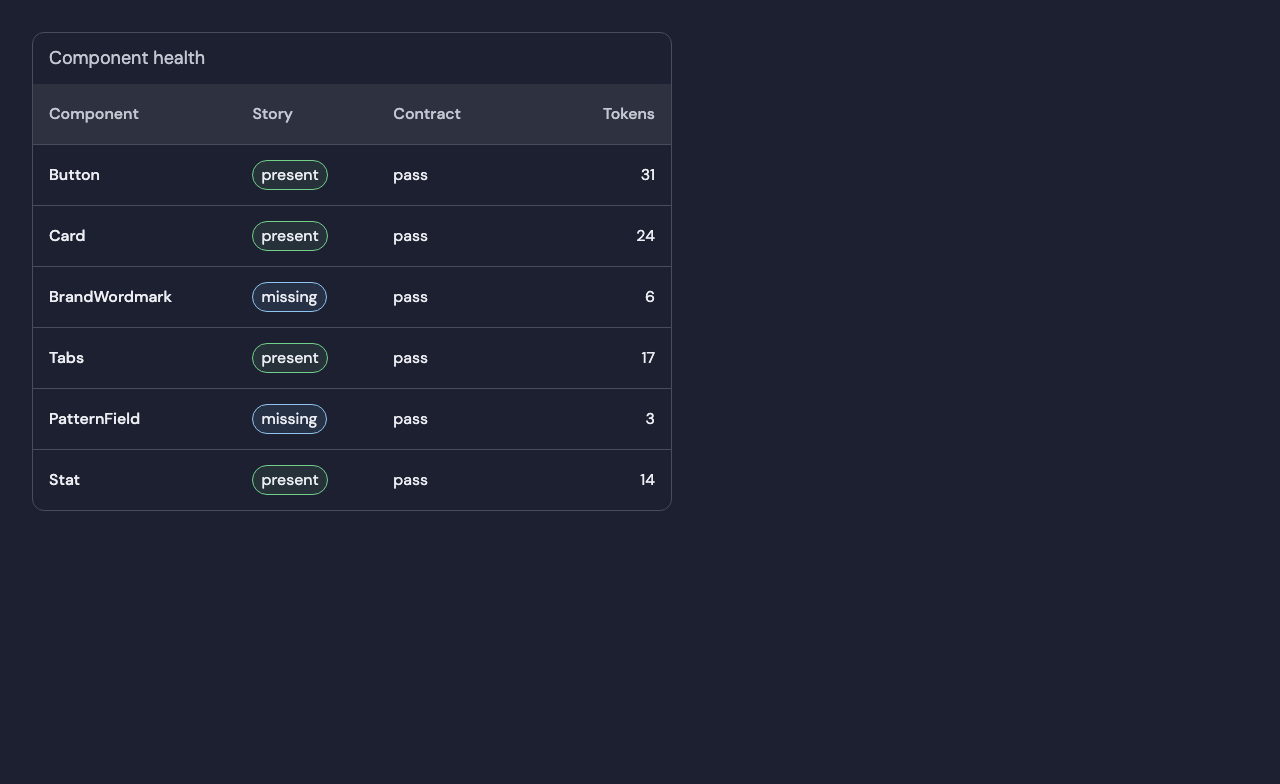 Component health
Component Story Contract Tokens
Button present pass 31
Card present pass 24
BrandWordmark missing pass 6
Tabs present pass 17
PatternField missing pass 3
Stat present pass 14